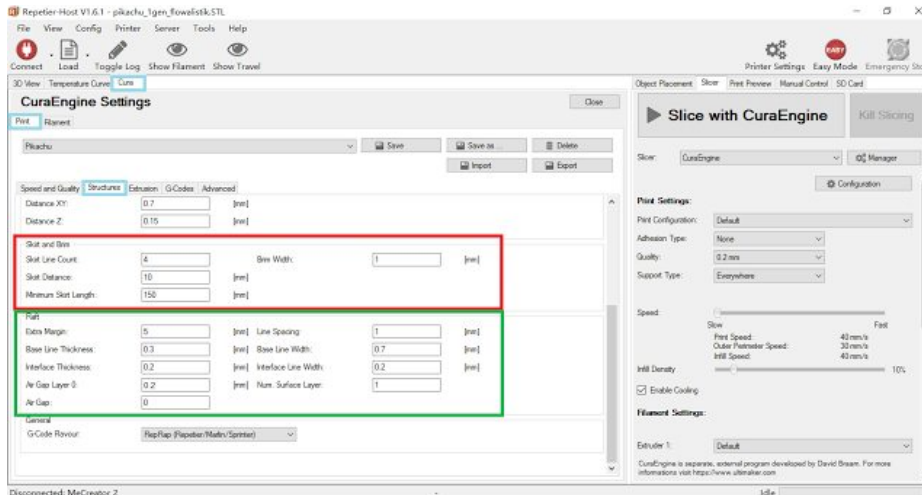 Repetier-Host V1.6.1 - pikachu_1gen_flowalistik.STL
File View Config Printer Server Tools Help
Connect Load Toggle Log Show Filament Show Travel Printer Settings Easy Mode Emergency Sto
EASY
3D View Temperature Curve Cura
CuraEngine Settings Close
Print Filament
Pikachu Save Save as ... Delete
Import Export
Speed and Quality Structures Extrusion G-Codes Advanced
Distance XY: 0.7 [mm]
Distance Z: 0.15 [mm]
Skirt and Brim
Skirt Line Count: 4 Brim Width: 1 [mm]
Skirt Distance: 10 [mm]
Minimum Skirt Length: 150 [mm]
Raft
Extra Margin: 5 [mm] Line Spacing: 1 [mm]
Base Line Thickness: 0.3 [mm] Base Line Width: 0.7 [mm]
Interface Thickness: 0.2 [mm] Interface Line Width: 0.2 [mm]
Air Gap Layer 0: 0.2 [mm] Num. Surface Layer: 1
Air Gap: 0
General
G-Code Flavour: RepRap (Repetier/Marlin/Sprinter)
Object Placement Slicer Print Preview Manual Control SD Card
Slice with CuraEngine Kill Slicing
Slicer: CuraEngine Manager
Configuration
Print Settings:
Print Configuration: Default
Adhesion Type: None
Quality: 0.2 mm
Support Type: Everywhere
Speed:
Slow Fast
Print Speed: 40 mm/s
Outer Perimeter Speed: 30 mm/s
Infill Speed: 40 mm/s
Infill Density 10%
Enable Cooling
Filament Settings:
Extruder 1: Default
CuraEngine is separate, external program developed by David Braam. For more
informations visit https://www.ultimaker.com
Disconnected: MeCreator 2 - Idle